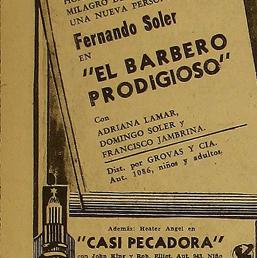 MILAGRO DE
UNA NUEVA PERSON
Fernando Soler
EN
"EL BARBERO
PRODIGIOSO"
Con
ADRIANA LAMAR,
DOMINGO SOLER y
FRANCISCO JAMBRINA.
Dist. por GROVAS Y CIA.
Aut. 1086, niños y adultos.
Además: Heater Angel en
"CASI PECADORA"
con John King y Rob. Elliot. Aut. 943. Niño